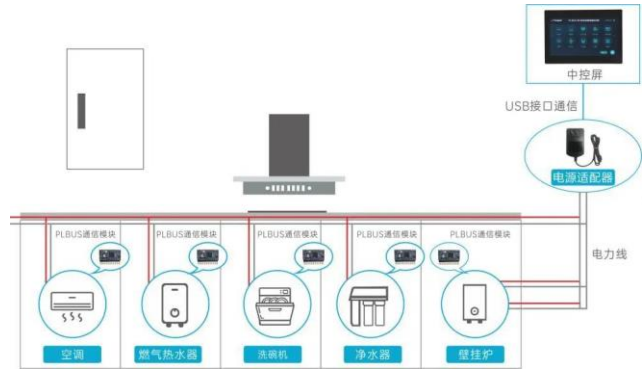 中控屏
USB接口通信
电源适配器
PLBUS通信模块
PLBUS通信模块
PLBUS通信模块
PLBUS通信模块
PLBUS通信模块
电力线
空调
燃气热水器
洗碗机
净水器
壁挂炉